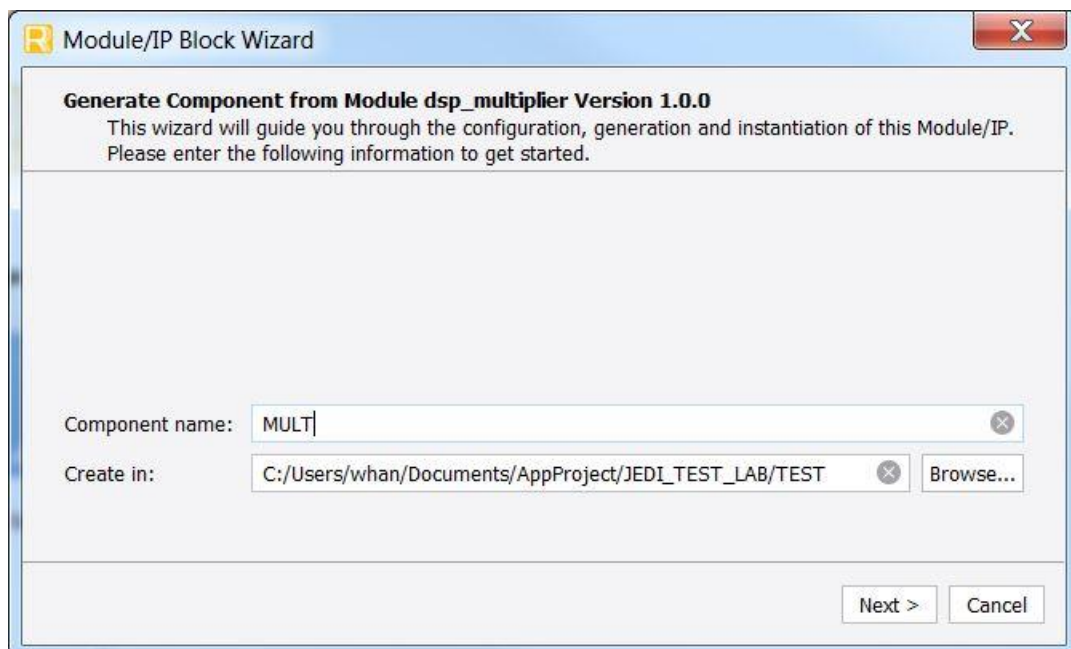 Module/IP Block Wizard
Generate Component from Module dsp_multiplier Version 1.0.0
This wizard will guide you through the configuration, generation and instantiation of this Module/IP.
Please enter the following information to get started.
Component name: MULT
Create in: C:/Users/whan/Documents/AppProject/JEDI_TEST_LAB/TEST Browse...
Next > Cancel